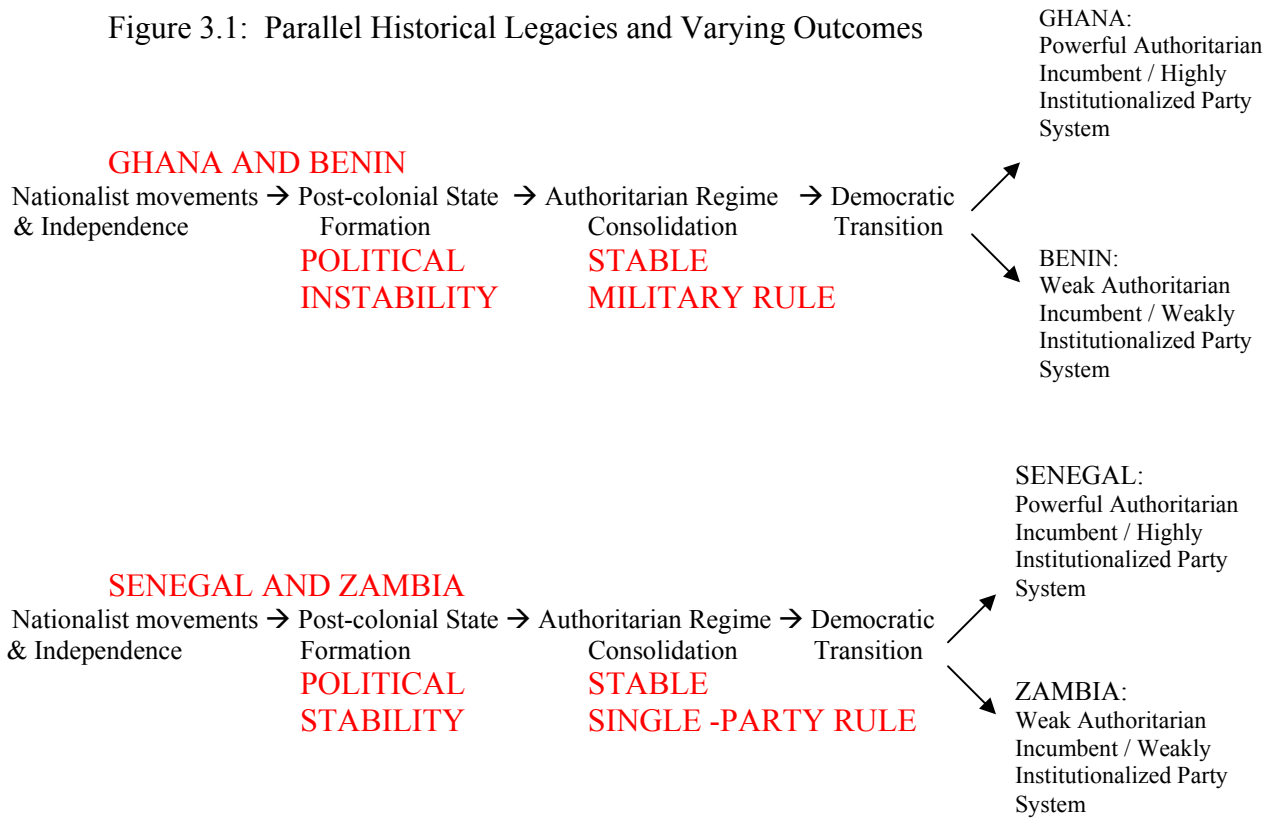 Figure 3.1: Parallel Historical Legacies and Varying Outcomes
GHANA:
Powerful Authoritarian
Incumbent / Highly
Institutionalized Party
System
GHANA AND BENIN
Nationalist movements → Post-colonial State → Authoritarian Regime → Democratic
& Independence Formation Consolidation Transition
POLITICAL STABLE
INSTABILITY MILITARY RULE
BENIN:
Weak Authoritarian
Incumbent / Weakly
Institutionalized Party
System
SENEGAL:
Powerful Authoritarian
Incumbent / Highly
Institutionalized Party
System
SENEGAL AND ZAMBIA
Nationalist movements → Post-colonial State → Authoritarian Regime → Democratic
& Independence Formation Consolidation Transition
POLITICAL STABLE
STABILITY SINGLE -PARTY RULE
ZAMBIA:
Weak Authoritarian
Incumbent / Weakly
Institutionalized Party
System